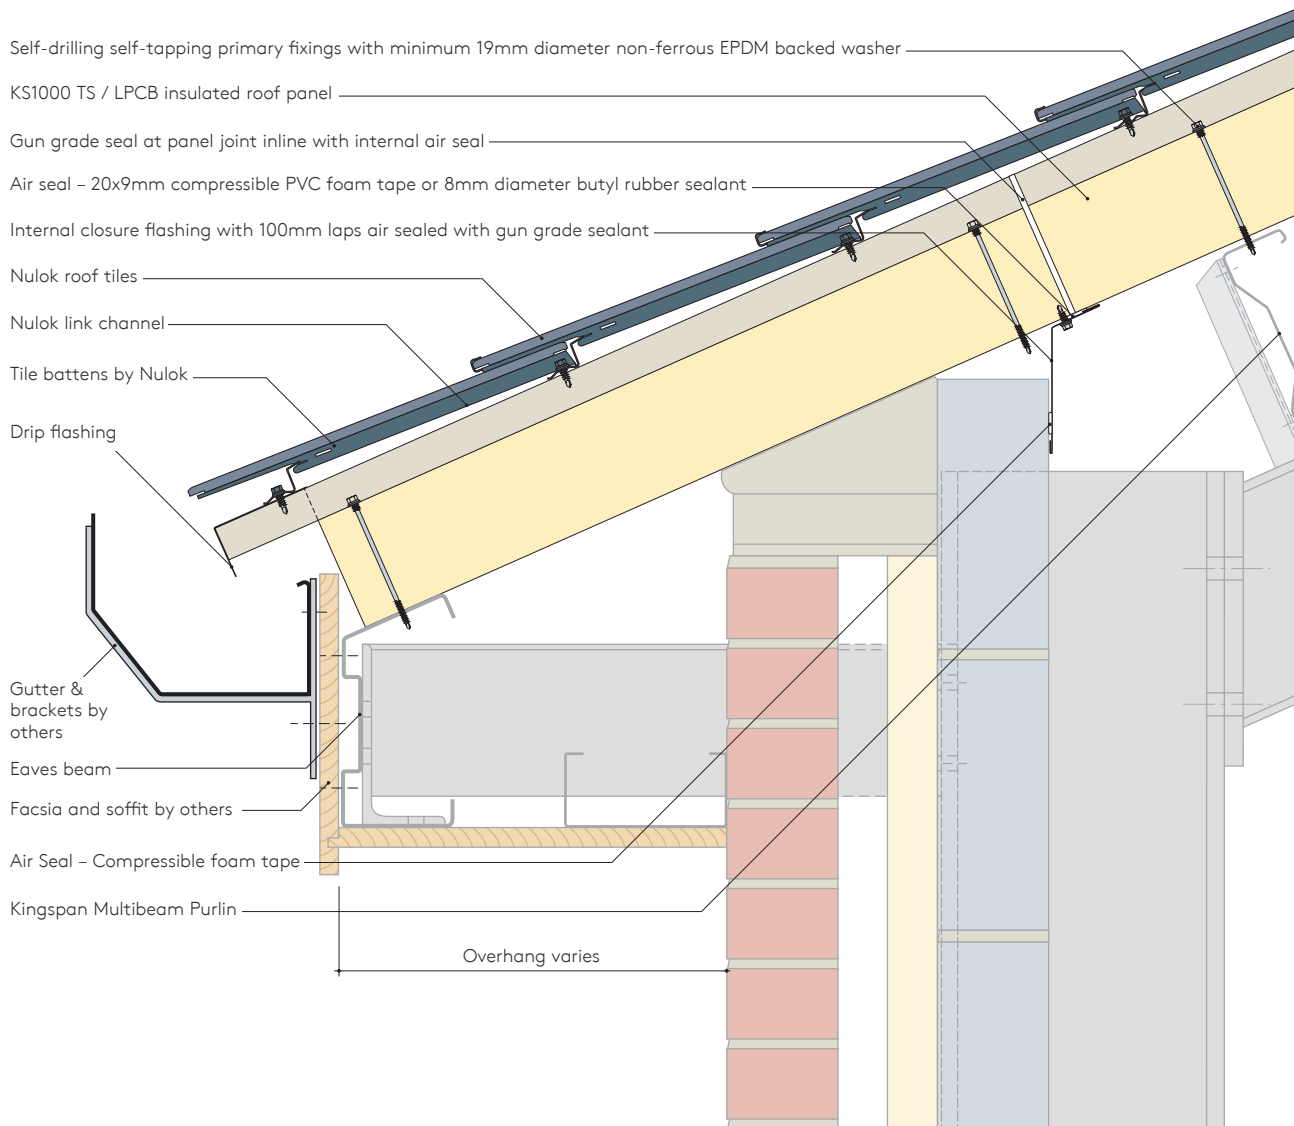 Self-drilling self-tapping primary fixings with minimum 19mm diameter non-ferrous EPDM backed washer
KS1000 TS / LPCB insulated roof panel
Gun grade seal at panel joint inline with internal air seal
Air seal – 20x9mm compressible PVC foam tape or 8mm diameter butyl rubber sealant
Internal closure flashing with 100mm laps air sealed with gun grade sealant
Nulok roof tiles
Nulok link channel
Tile battens by Nulok
Drip flashing
Gutter &
brackets by
others
Eaves beam
Facsia and soffit by others
Air Seal – Compressible foam tape
Kingspan Multibeam Purlin
Overhang varies